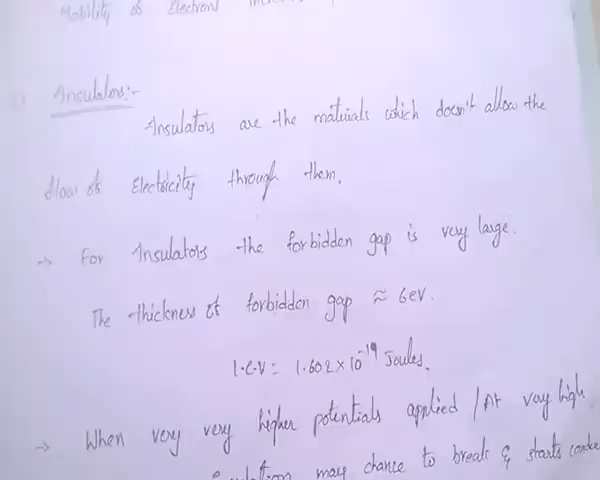 Mobility of Electrons
Insulators:-
Insulators are the materials which doesn't allow the
flow of Electricity through them.
→ For Insulators the forbidden gap is very large.
The thickness of forbidden gap ≈ 6eV.
1.e.V = 1.602 × 10⁻¹⁹ Joules.
→ When very very higher potentials applied / At very high
may chance to break & starts